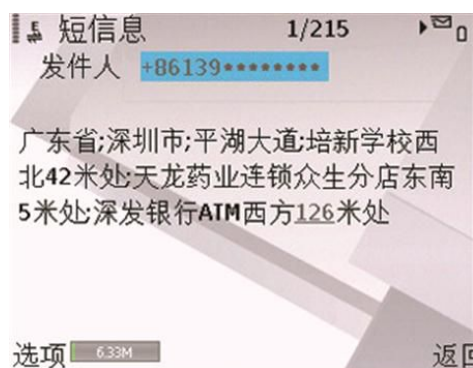 短信息 1/215
发件人 +86139********
广东省;深圳市;平湖大道;培新学校西
北42米处;天龙药业连锁众生分店东南
5米处;深发银行ATM西方126米处
选项 6.33M 返回